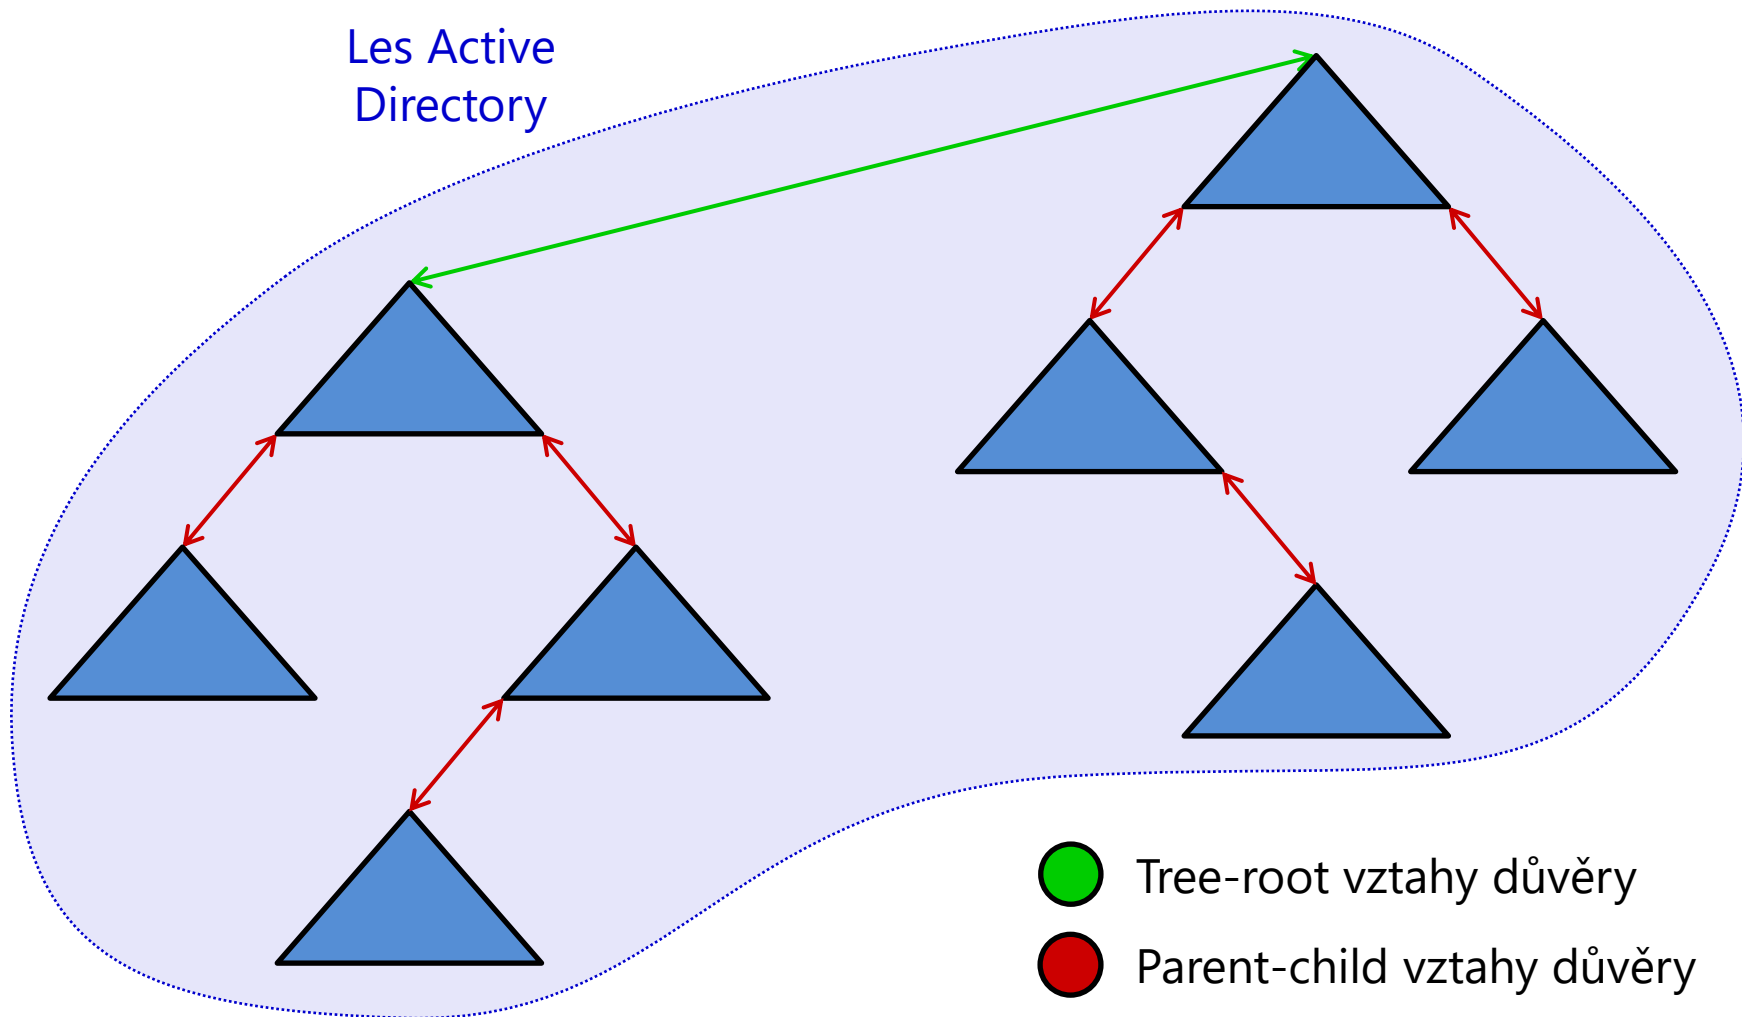 Les Active
Directory
Tree-root vztahy důvěry
Parent-child vztahy důvěry